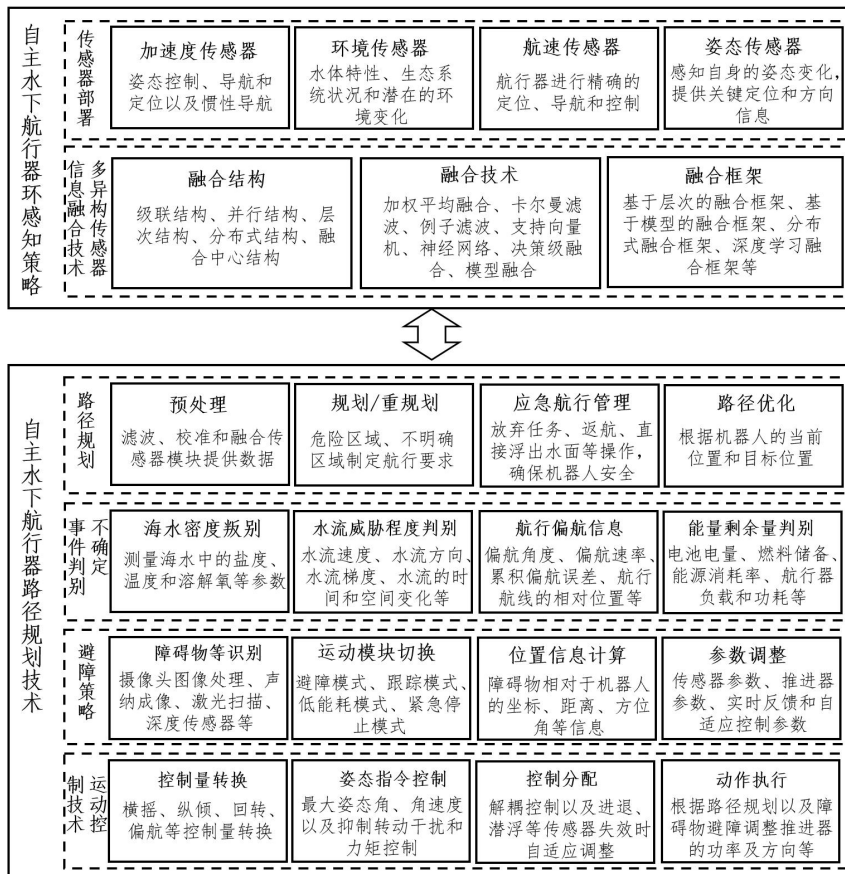 自主水下航行器环感知策略
传感器部署
加速度传感器
姿态控制、导航和
定位以及惯性导航
环境传感器
水体特性、生态系
统状况和潜在的环
境变化
航速传感器
航行器进行精确的
定位、导航和控制
姿态传感器
感知自身的姿态变化,
提供关键定位和方向
信息
多异构传感器
信息融合技术
融合结构
级联结构、并行结构、层
次结构、分布式结构、融
合中心结构
融合技术
加权平均融合、卡尔曼滤
波、例子滤波、支持向量
机、神经网络、决策级融
合、模型融合
融合框架
基于层次的融合框架、基
于模型的融合框架、分布
式融合框架、深度学习融
合框架等
自主水下航行器路径规划技术
路径规划
预处理
滤波、校准和融合传
感器模块提供数据
规划/重规划
危险区域、不明确
区域制定航行要求
应急航行管理
放弃任务、返航、直
接浮出水面等操作,
确保机器人安全
路径优化
根据机器人的当前
位置和目标位置
不确定
事件判别
海水密度叛别
测量海水中的盐度、
温度和溶解氧等参数
水流威胁程度判别
水流速度、水流方向、
水流梯度、水流的时
间和空间变化等
航行偏航信息
偏航角度、偏航速率、
累积偏航误差、航行
航线的相对位置等
能量剩余量判别
电池电量、燃料储备、
能源消耗率、航行器
负载和功耗等
避障策略
障碍物等识别
摄像头图像处理、声
纳成像、激光扫描、
深度传感器等
运动模块切换
避障模式、跟踪模式、
低能耗模式、紧急停
止模式
位置信息计算
障碍物相对于机器人
的坐标、距离、方位
角等信息
参数调整
传感器参数、推进器
参数、实时反馈和自
适应控制参数
运动控
制技术
控制量转换
横摇、纵倾、回转、
偏航等控制量转换
姿态指令控制
最大姿态角、角速度
以及抑制转动干扰和
力矩控制
控制分配
解耦控制以及进退、
潜浮等传感器失效时
自适应调整
动作执行
根据路径规划以及障
碍物避障调整推进器
的功率及方向等